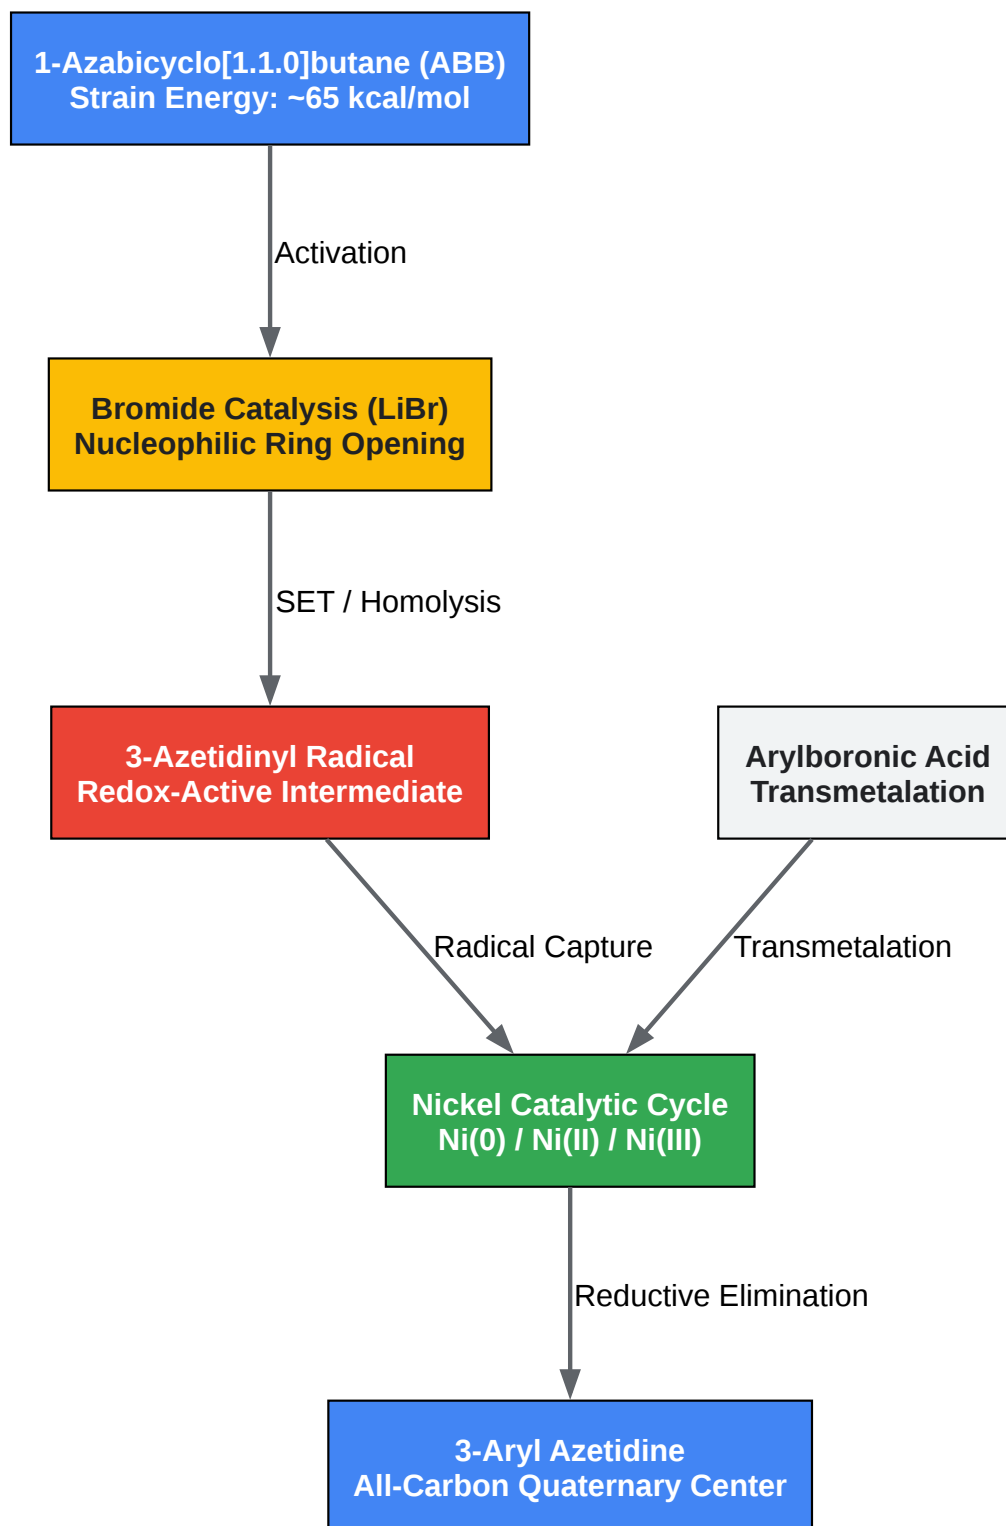 1-Azabicyclo[1.1.0]butane (ABB)
Strain Energy: ~65 kcal/mol
Activation
Bromide Catalysis (LiBr)
Nucleophilic Ring Opening
SET / Homolysis
3-Azetidinyl Radical
Redox-Active Intermediate
Arylboronic Acid
Transmetalation
Radical Capture
Transmetalation
Nickel Catalytic Cycle
Ni(0) / Ni(II) / Ni(III)
Reductive Elimination
3-Aryl Azetidine
All-Carbon Quaternary Center